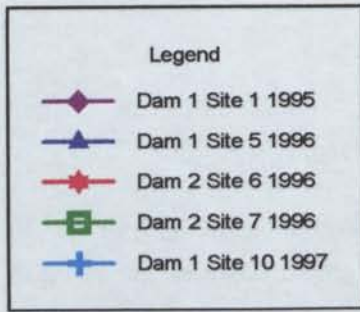 Legend
Dam 1 Site 1 1995
Dam 1 Site 5 1996
Dam 2 Site 6 1996
Dam 2 Site 7 1996
Dam 1 Site 10 1997